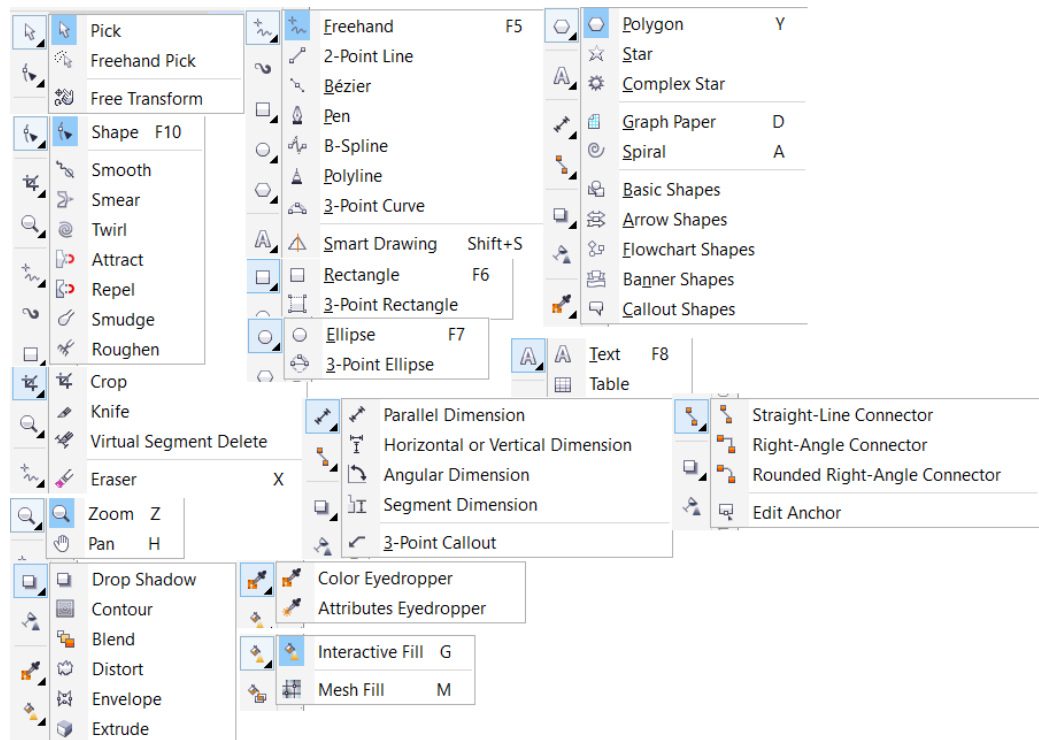 Pick
Freehand Pick
Free Transform
Shape F10
Smooth
Smear
Twirl
Attract
Repel
Smudge
Roughen
Crop
Knife
Virtual Segment Delete
Eraser X
Zoom Z
Pan H
Drop Shadow
Contour
Blend
Distort
Envelope
Extrude
Freehand F5
2-Point Line
Bézier
Pen
B-Spline
Polyline
3-Point Curve
Smart Drawing Shift+S
Rectangle F6
3-Point Rectangle
Ellipse F7
3-Point Ellipse
Polygon Y
Star
Complex Star
Graph Paper D
Spiral A
Basic Shapes
Arrow Shapes
Flowchart Shapes
Banner Shapes
Callout Shapes
Text F8
Table
Parallel Dimension
Horizontal or Vertical Dimension
Angular Dimension
Segment Dimension
3-Point Callout
Straight-Line Connector
Right-Angle Connector
Rounded Right-Angle Connector
Edit Anchor
Color Eyedropper
Attributes Eyedropper
Interactive Fill G
Mesh Fill M